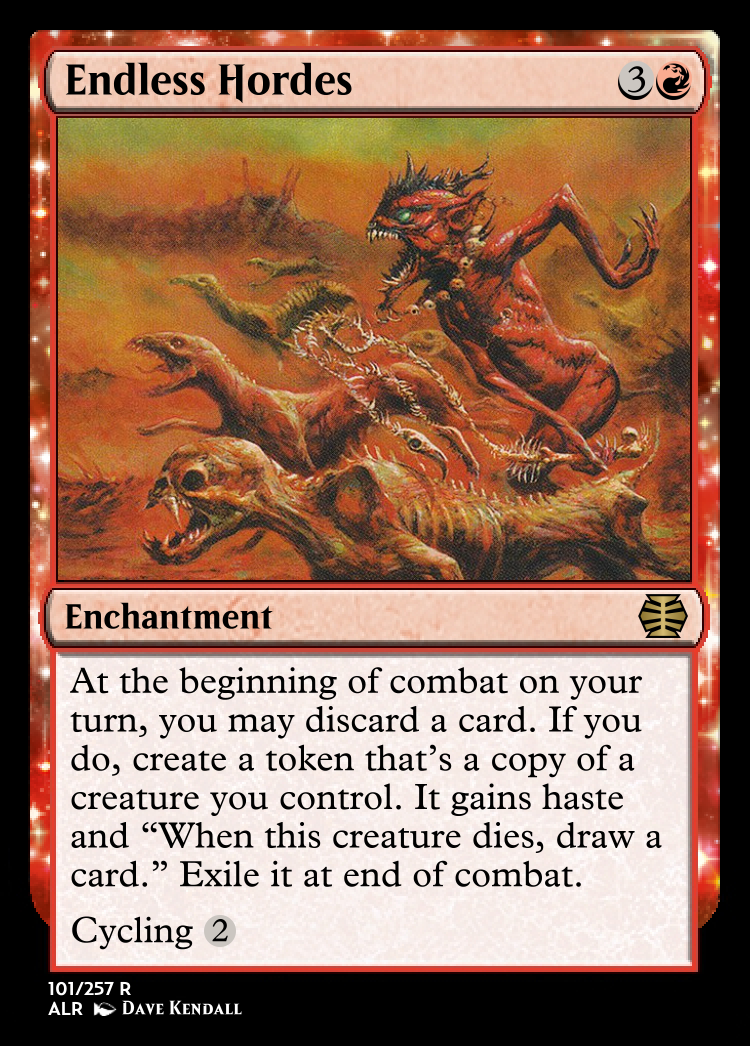 Endless Hordes 3
Enchantment
At the beginning of combat on your
turn, you may discard a card. If you
do, create a token that's a copy of a
creature you control. It gains haste
and “When this creature dies, draw a
card.” Exile it at end of combat.
Cycling 2
101/257 R
ALR Dave Kendall